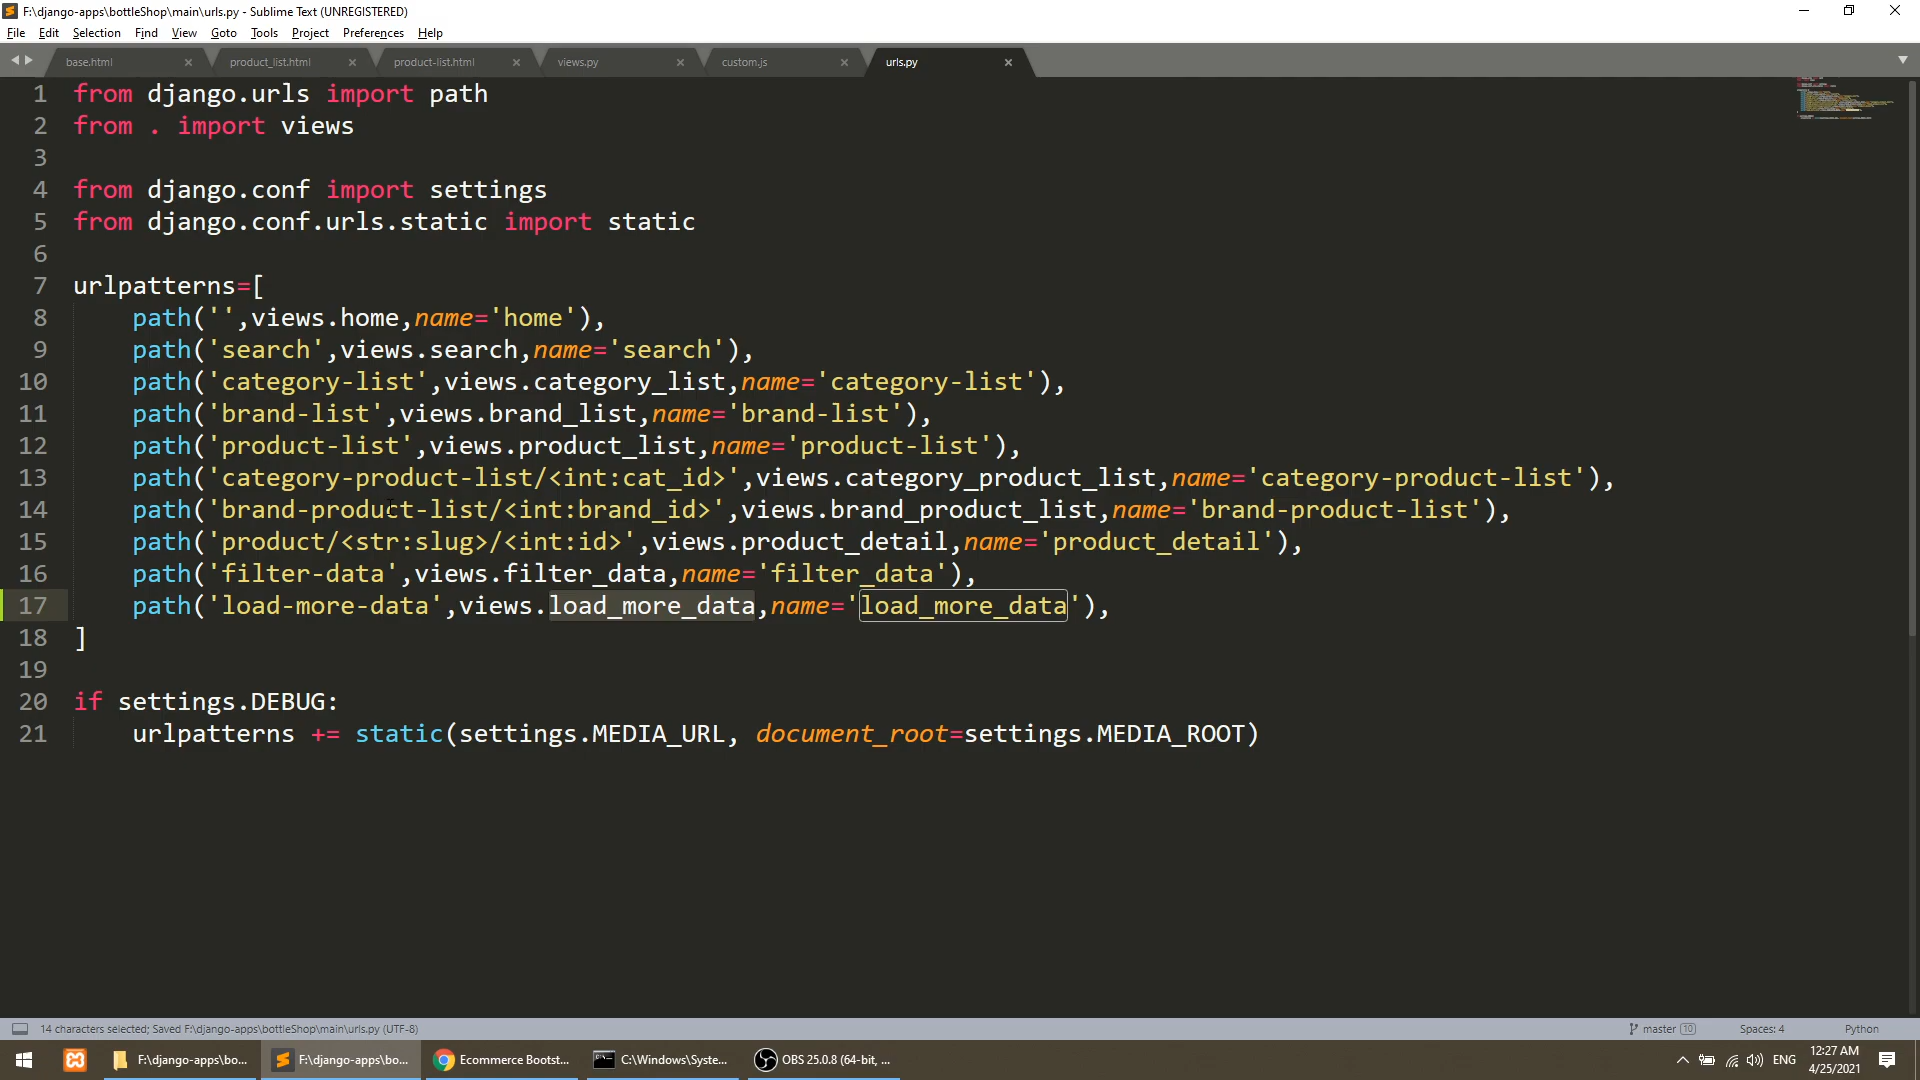 F:\django-apps\bottleShop\main\urls.py - Sublime Text (UNREGISTERED)
File Edit Selection Find View Goto Tools Project Preferences Help
base.html product_list.html product-list.html views.py custom.js urls.py
1 from django.urls import path
2 from . import views
3
4 from django.conf import settings
5 from django.conf.urls.static import static
6
7 urlpatterns=[
8 path('',views.home,name='home'),
9 path('search',views.search,name='search'),
10 path('category-list',views.category_list,name='category-list'),
11 path('brand-list',views.brand_list,name='brand-list'),
12 path('product-list',views.product_list,name='product-list'),
13 path('category-product-list/<int:cat_id>',views.category_product_list,name='category-product-list'),
14 path('brand-product-list/<int:brand_id>',views.brand_product_list,name='brand-product-list'),
15 path('product/<str:slug>/<int:id>',views.product_detail,name='product_detail'),
16 path('filter-data',views.filter_data,name='filter_data'),
17 path('load-more-data',views.load_more_data,name='load_more_data'),
18 ]
19
20 if settings.DEBUG:
21 urlpatterns += static(settings.MEDIA_URL, document_root=settings.MEDIA_ROOT)
14 characters selected; Saved F:\django-apps\bottleShop\main\urls.py (UTF-8) master 10 Spaces: 4 Python
F:\django-apps\bo... F:\django-apps\bo... Ecommerce Bootst... C:\Windows\Syste... OBS 25.0.8 (64-bit, ... ENG 12:27 AM
4/25/2021